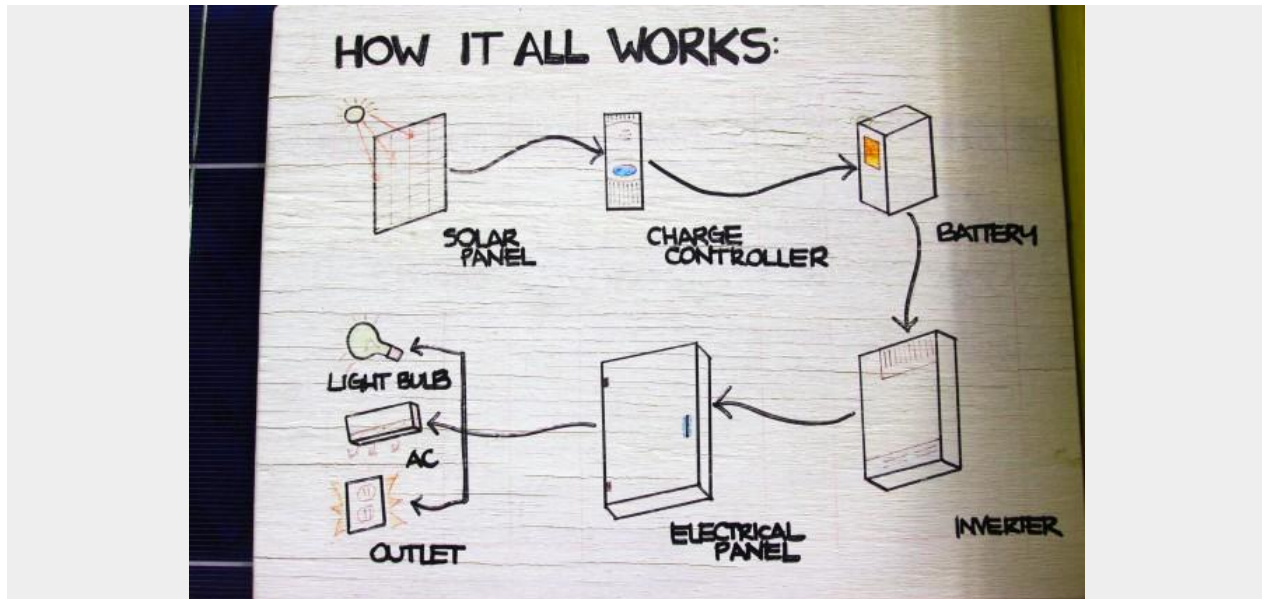 HOW IT ALL WORKS:
SOLAR
PANEL
CHARGE
CONTROLLER
BATTERY
LIGHT BULB
AC
OUTLET
ELECTRICAL
PANEL
INVERTER